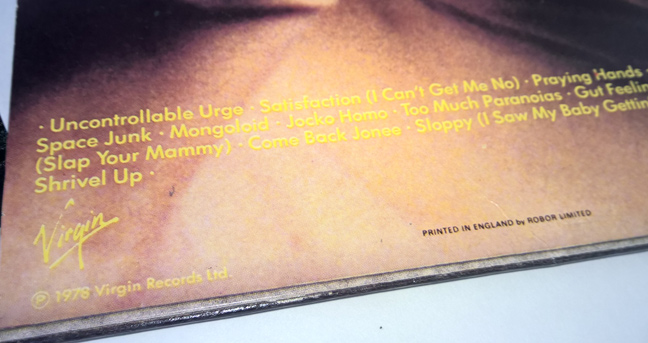 · Uncontrollable Urge · Satisfaction (I Can't Get Me No) · Praying Hands ·
Space Junk · Mongoloid · Jocko Homo · Too Much Paranoias · Gut Feelin
(Slap Your Mammy) · Come Back Jonee · Sloppy (I Saw My Baby Gettin
Shrivel Up ·
Virgin
PRINTED IN ENGLAND by ROBOR LIMITED
℗ 1978 Virgin Records Ltd.